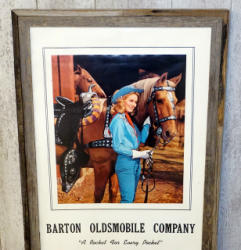 BARTON OLDSMOBILE COMPANY
"A Rocket For Every Pocket"